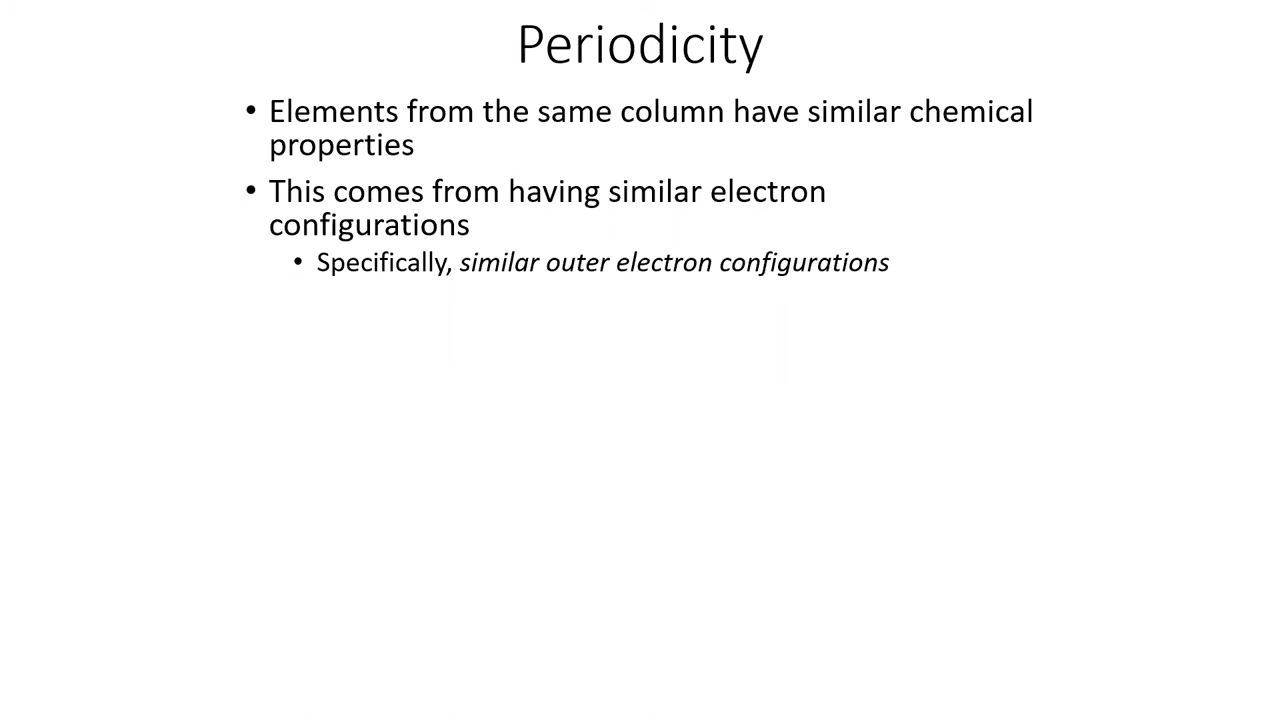 Periodicity
• Elements from the same column have similar chemical
properties
• This comes from having similar electron
configurations
• Specifically, similar outer electron configurations